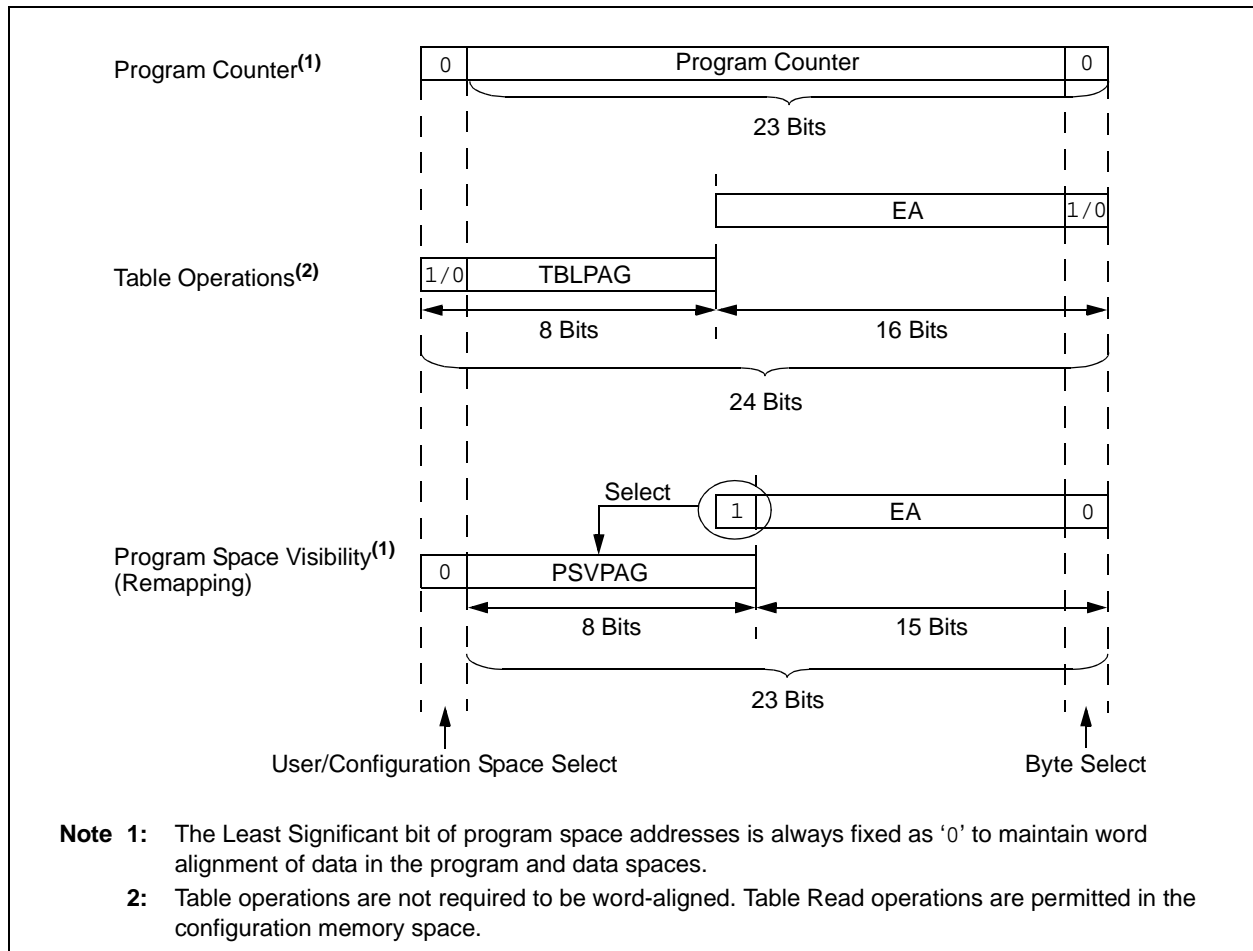 Program Counter(1)
0
Program Counter
0
23 Bits
EA
1/0
Table Operations(2)
1/0
TBLPAG
8 Bits
16 Bits
24 Bits
Select
1
EA
0
Program Space Visibility(1)
(Remapping)
0
PSVPAG
8 Bits
15 Bits
23 Bits
User/Configuration Space Select
Byte Select
Note 1: The Least Significant bit of program space addresses is always fixed as ‘0’ to maintain word
alignment of data in the program and data spaces.
2: Table operations are not required to be word-aligned. Table Read operations are permitted in the
configuration memory space.